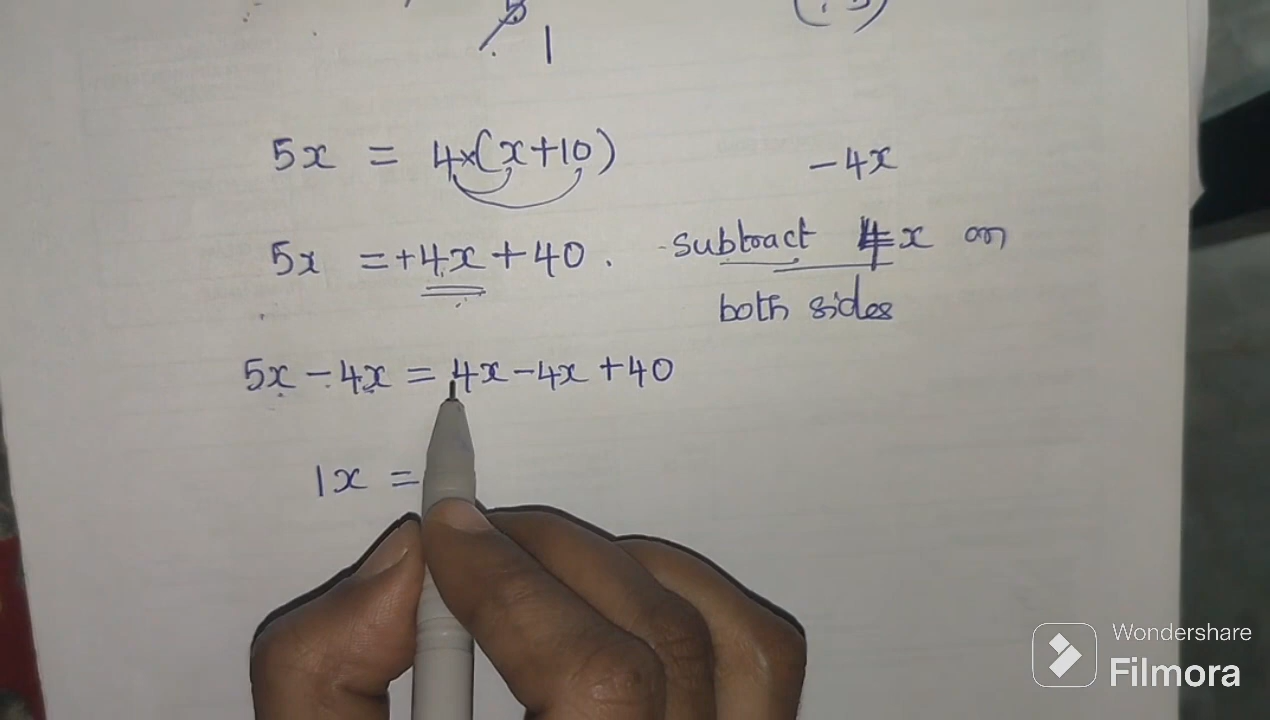 1
5x = 4×(x+10)
-4x
5x = +4x + 40. subtract 4x on
both sides
5x - 4x = 4x - 4x + 40
1x =
Wondershare
Filmora